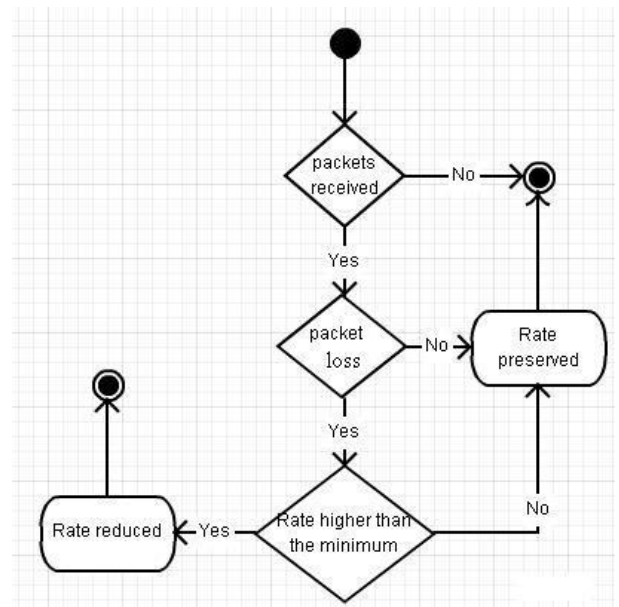 packets
received
No
Yes
packet
loss
No
Rate
preserved
Yes
Rate higher than
the minimum
Yes
Rate reduced
No